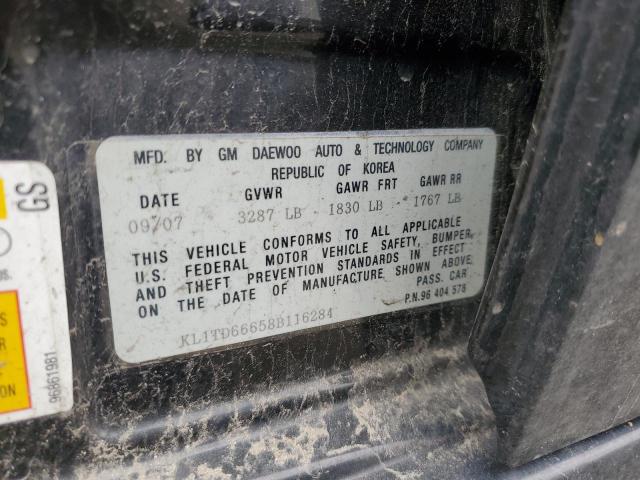 MFD. BY GM DAEWOO AUTO & TECHNOLOGY COMPANY
REPUBLIC OF KOREA
DATE GVWR GAWR FRT GAWR RR
09/07 3287 LB 1830 LB 1767 LB
THIS VEHICLE CONFORMS TO ALL APPLICABLE
U.S. FEDERAL MOTOR VEHICLE SAFETY, BUMPER,
AND THEFT PREVENTION STANDARDS IN EFFECT
ON THE DATE OF MANUFACTURE SHOWN ABOVE
PASS. CAR
P.N.96 404 578
KL1TD66658B116284
GS
96861981